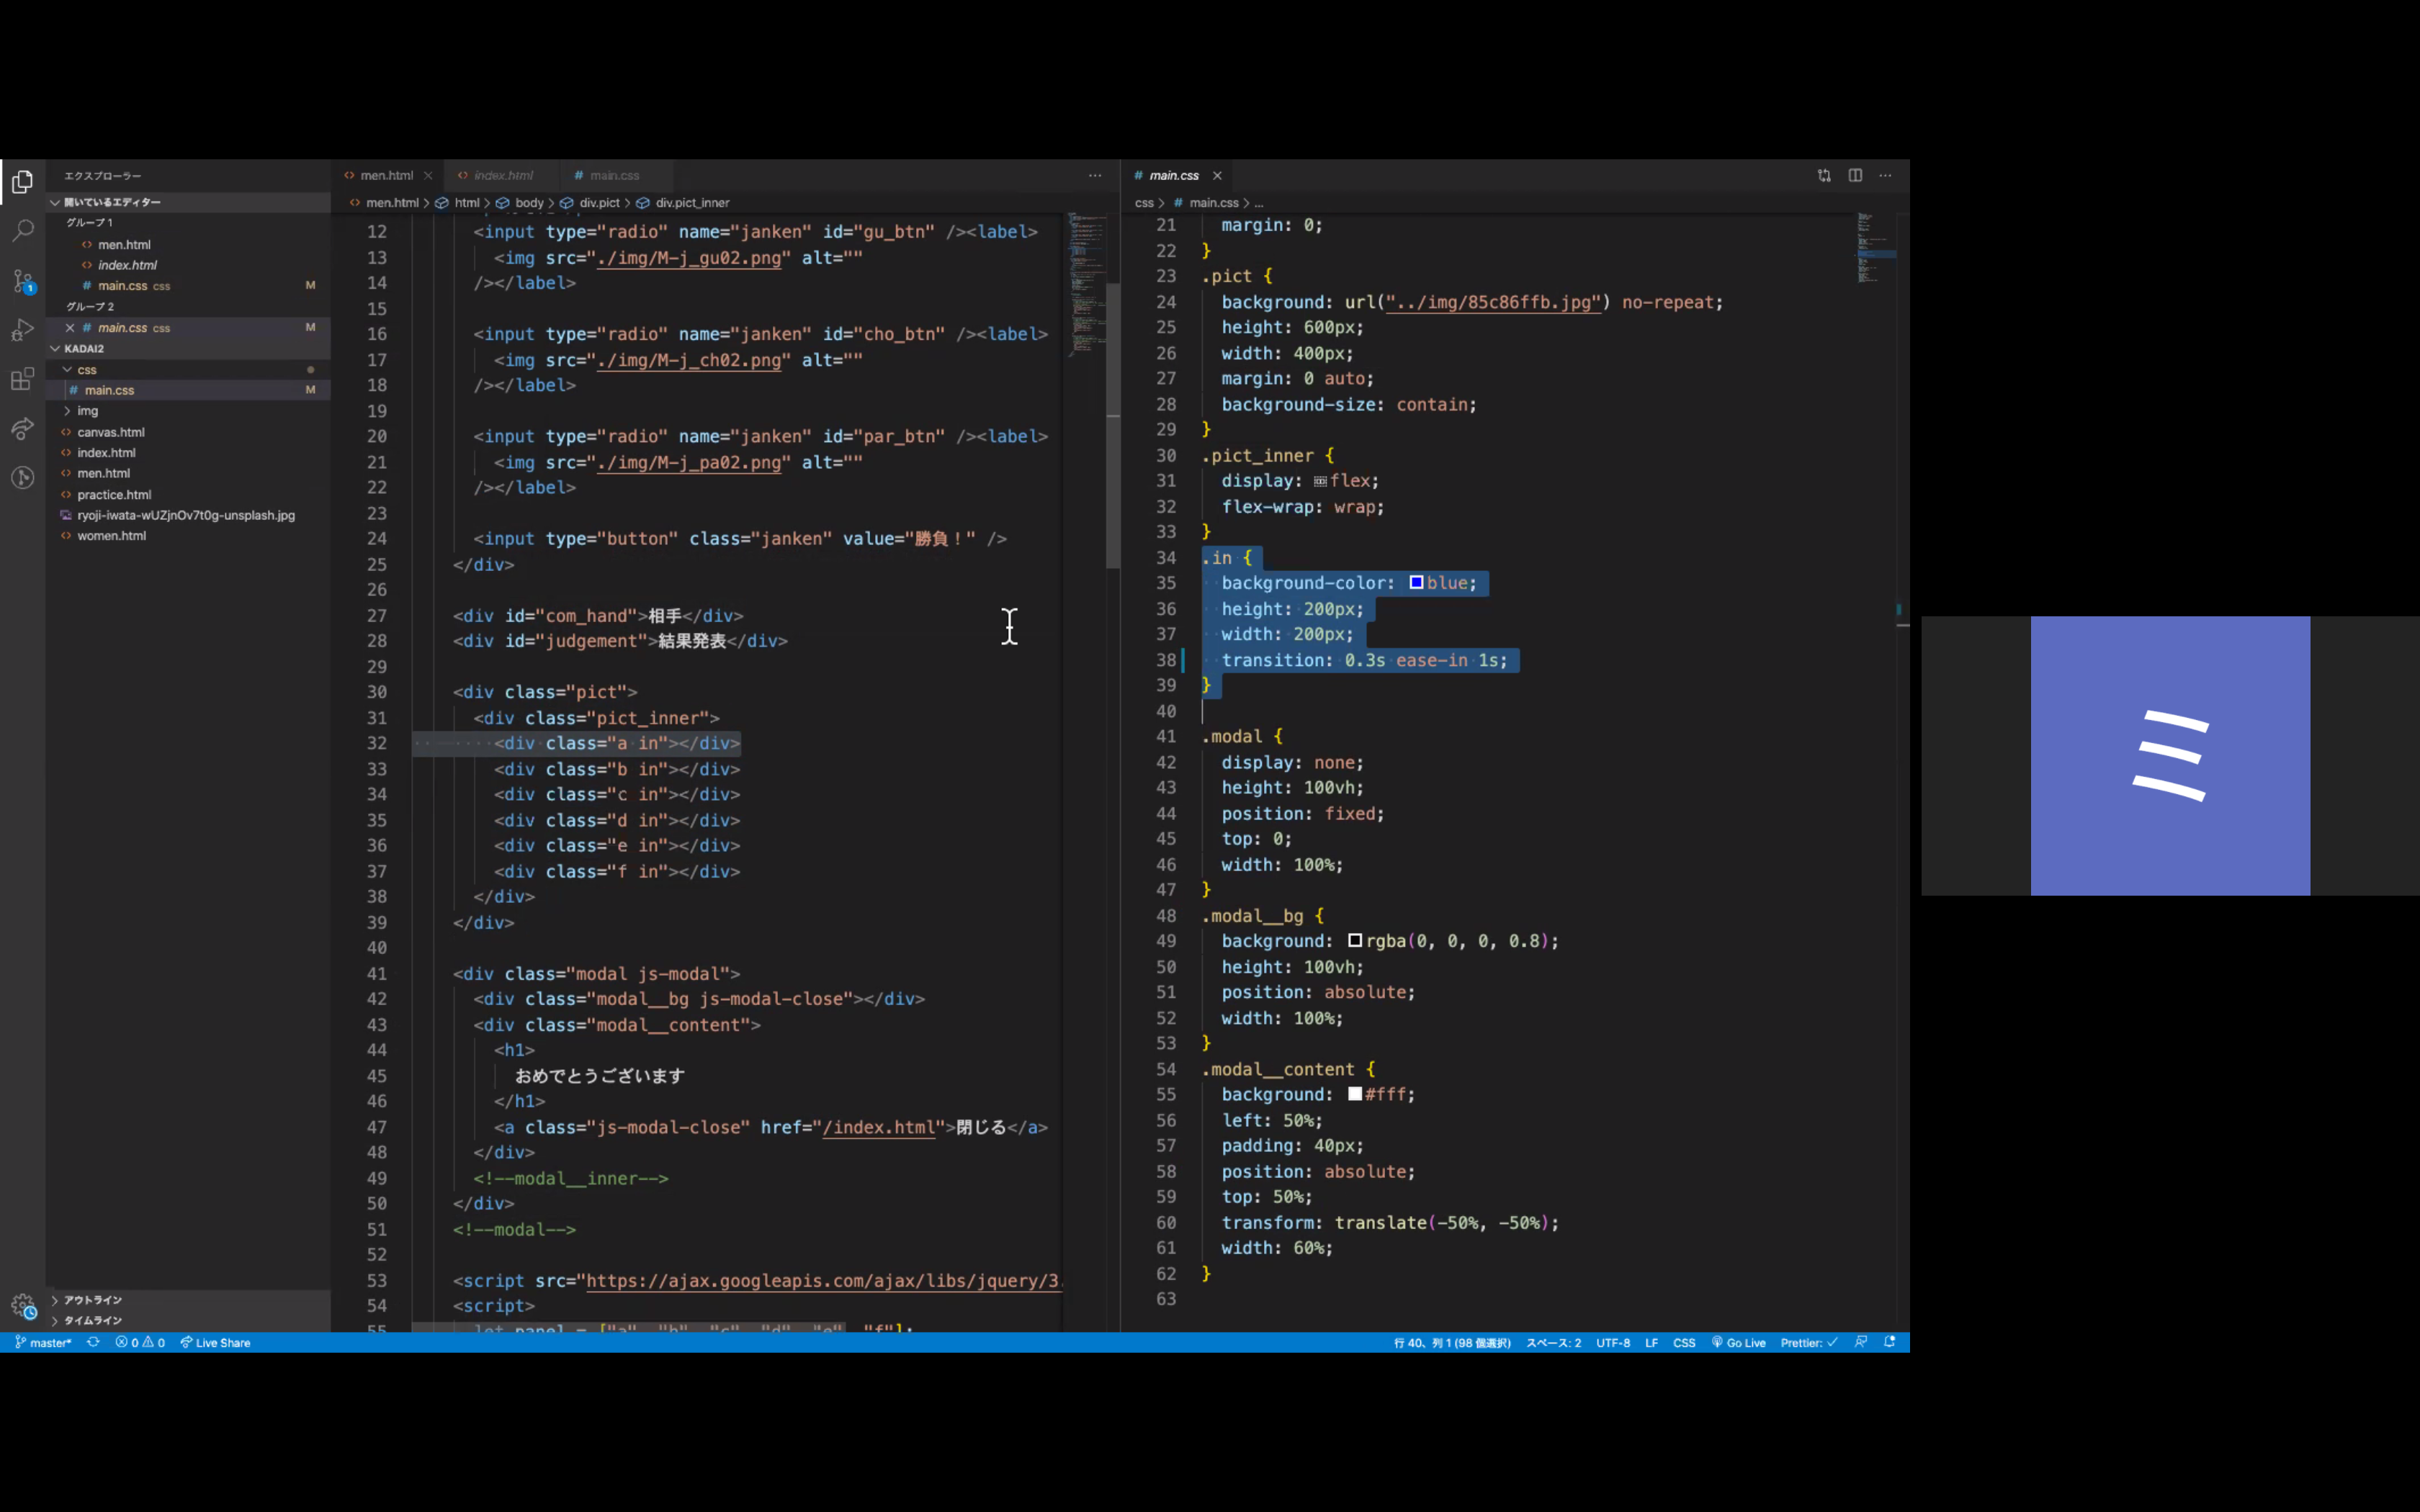 エクスプローラー
開いているエディター
グループ 1
men.html
index.html
main.css css M
グループ 2
main.css css M
KADAI2
css
main.css M
img
canvas.html
index.html
men.html
practice.html
ryoji-iwata-wUZjnOv7t0g-unsplash.jpg
women.html
アウトライン
タイムライン
men.html
index.html
main.css
men.html > html > body > div.pict > div.pict_inner
12 <input type="radio" name="janken" id="gu_btn" /><label>
13 <img src="./img/M-j_gu02.png" alt=""
14 /></label>
15
16 <input type="radio" name="janken" id="cho_btn" /><label>
17 <img src="./img/M-j_ch02.png" alt=""
18 /></label>
19
20 <input type="radio" name="janken" id="par_btn" /><label>
21 <img src="./img/M-j_pa02.png" alt=""
22 /></label>
23
24 <input type="button" class="janken" value="勝負！" />
25 </div>
26
27 <div id="com_hand">相手</div>
28 <div id="judgement">結果発表</div>
29
30 <div class="pict">
31 <div class="pict_inner">
32 <div class="a in"></div>
33 <div class="b in"></div>
34 <div class="c in"></div>
35 <div class="d in"></div>
36 <div class="e in"></div>
37 <div class="f in"></div>
38 </div>
39 </div>
40
41 <div class="modal js-modal">
42 <div class="modal__bg js-modal-close"></div>
43 <div class="modal__content">
44 <h1>
45 おめでとうございます
46 </h1>
47 <a class="js-modal-close" href="/index.html">閉じる</a>
48 </div>
49 <!--modal__inner-->
50 </div>
51 <!--modal-->
52
53 <script src="https://ajax.googleapis.com/ajax/libs/jquery/3.
54 <script>
55 let panel = ["a", "b", "c", "d", "e", "f"];
main.css
css > main.css > ...
21 margin: 0;
22 }
23 .pict {
24 background: url("../img/85c86ffb.jpg") no-repeat;
25 height: 600px;
26 width: 400px;
27 margin: 0 auto;
28 background-size: contain;
29 }
30 .pict_inner {
31 display: flex;
32 flex-wrap: wrap;
33 }
34 .in {
35 background-color: blue;
36 height: 200px;
37 width: 200px;
38 transition: 0.3s ease-in 1s;
39 }
40
41 .modal {
42 display: none;
43 height: 100vh;
44 position: fixed;
45 top: 0;
46 width: 100%;
47 }
48 .modal__bg {
49 background: rgba(0, 0, 0, 0.8);
50 height: 100vh;
51 position: absolute;
52 width: 100%;
53 }
54 .modal__content {
55 background: #fff;
56 left: 50%;
57 padding: 40px;
58 position: absolute;
59 top: 50%;
60 transform: translate(-50%, -50%);
61 width: 60%;
62 }
63
ミ
master* 0 0 Live Share
行 40、列 1 (98 個選択) スペース: 2 UTF-8 LF CSS Go Live Prettier: ✓